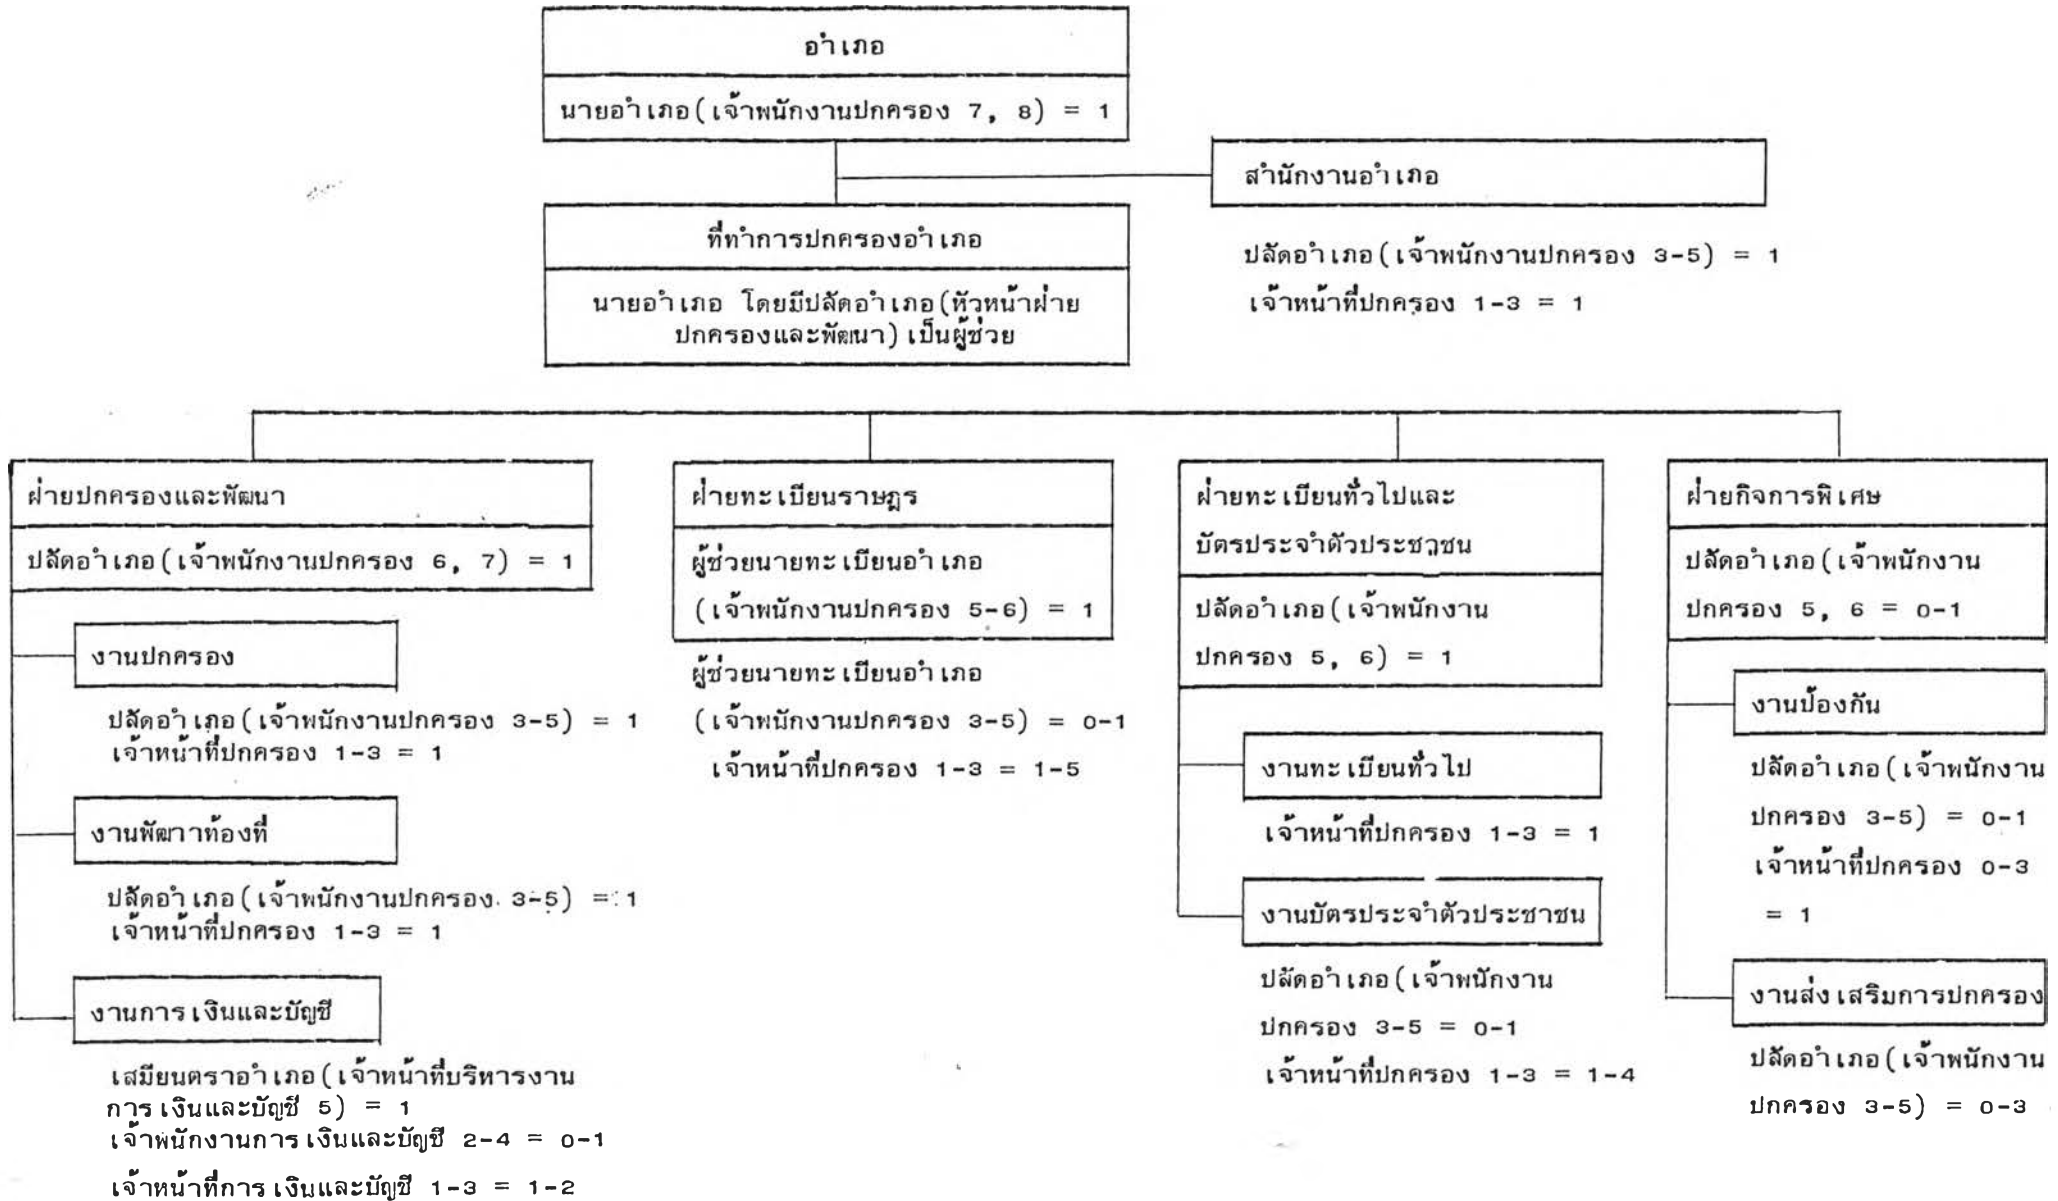 อำเภอ
นายอำเภอ(เจ้าพนักงานปกครอง 7, 8) = 1
สำนักงานอำเภอ
ปลัดอำเภอ(เจ้าพนักงานปกครอง 3-5) = 1
เจ้าหน้าที่ปกครอง 1-3 = 1
ที่ทำการปกครองอำเภอ
นายอำเภอ โดยมีปลัดอำเภอ(หัวหน้าฝ่าย
ปกครองและพัฒนา)เป็นผู้ช่วย
ฝ่ายปกครองและพัฒนา
ปลัดอำเภอ(เจ้าพนักงานปกครอง 6, 7) = 1
งานปกครอง
ปลัดอำเภอ(เจ้าพนักงานปกครอง 3-5) = 1
เจ้าหน้าที่ปกครอง 1-3 = 1
งานพัฒาาท้องที่
ปลัดอำเภอ(เจ้าพนักงานปกครอง 3-5) = 1
เจ้าหน้าที่ปกครอง 1-3 = 1
งานการเงินและบัญชี
เสมียนตราอำเภอ(เจ้าหน้าที่บริหารงาน
การเงินและบัญชี 5) = 1
เจ้าพนักงานการเงินและบัญชี 2-4 = 0-1
เจ้าหน้าที่การเงินและบัญชี 1-3 = 1-2
ฝ่ายทะเบียนราษฎร
ผู้ช่วยนายทะเบียนอำเภอ
(เจ้าพนักงานปกครอง 5-6) = 1
ผู้ช่วยนายทะเบียนอำเภอ
(เจ้าพนักงานปกครอง 3-5) = 0-1
เจ้าหน้าที่ปกครอง 1-3 = 1-5
ฝ่ายทะเบียนทั่วไปและ
บัตรประจำตัวประชาชน
ปลัดอำเภอ(เจ้าพนักงาน
ปกครอง 5, 6) = 1
งานทะเบียนทั่วไป
เจ้าหน้าที่ปกครอง 1-3 = 1
งานบัตรประจำตัวประชาชน
ปลัดอำเภอ(เจ้าพนักงาน
ปกครอง 3-5 = 0-1
เจ้าหน้าที่ปกครอง 1-3 = 1-4
ฝ่ายกิจการพิเศษ
ปลัดอำเภอ(เจ้าพนักงาน
ปกครอง 5, 6 = 0-1
งานป้องกัน
ปลัดอำเภอ(เจ้าพนักงาน
ปกครอง 3-5) = 0-1
เจ้าหน้าที่ปกครอง 0-3
= 1
งานส่งเสริมการปกครอง
ปลัดอำเภอ(เจ้าพนักงาน
ปกครอง 3-5) = 0-3